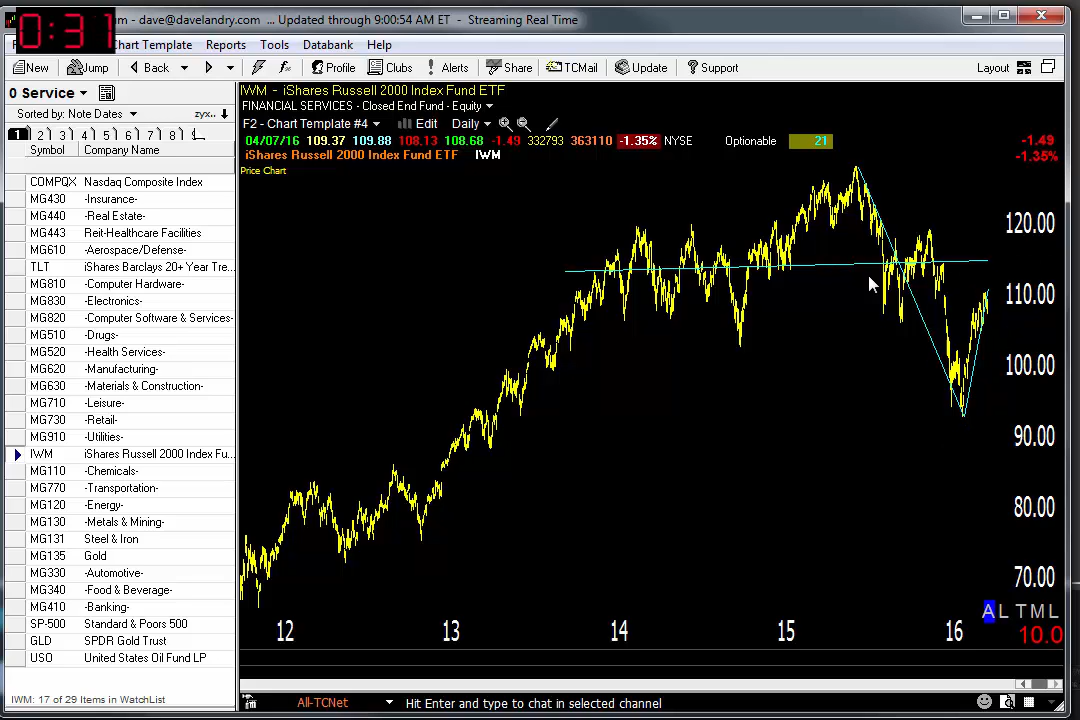 0:31
m - dave@davelandry.com ... Updated through 9:00:54 AM ET - Streaming Real Time
Chart Template Reports Tools Databank Help
New Jump Back Profile Clubs Alerts Share TCMail Update Support Layout
0 Service
Sorted by: Note Dates zyx..
1 2 3 4 5 6 7 8
Symbol Company Name
COMPQX Nasdaq Composite Index
MG430 -Insurance-
MG440 -Real Estate-
MG443 Reit-Healthcare Facilities
MG610 -Aerospace/Defense-
TLT iShares Barclays 20+ Year Tre...
MG810 -Computer Hardware-
MG830 -Electronics-
MG820 -Computer Software & Services-
MG510 -Drugs-
MG520 -Health Services-
MG620 -Manufacturing-
MG630 -Materials & Construction-
MG710 -Leisure-
MG730 -Retail-
MG910 -Utilities-
IWM iShares Russell 2000 Index Fu...
MG110 -Chemicals-
MG770 -Transportation-
MG120 -Energy-
MG130 -Metals & Mining-
MG131 Steel & Iron
MG135 Gold
MG330 -Automotive-
MG340 -Food & Beverage-
MG410 -Banking-
SP-500 Standard & Poors 500
GLD SPDR Gold Trust
USO United States Oil Fund LP
IWM: 17 of 29 Items in WatchList
IWM - iShares Russell 2000 Index Fund ETF
FINANCIAL SERVICES - Closed End Fund - Equity
F2 - Chart Template #4 Edit Daily
04/07/16 109.37 109.88 108.13 108.68 -1.49 332793 363110 -1.35% NYSE Optionable 21 -1.49
iShares Russell 2000 Index Fund ETF IWM -1.35%
Price Chart
120.00
110.00
100.00
90.00
80.00
70.00
A L T M L
12 13 14 15 16 10.0
All-TCNet Hit Enter and type to chat in selected channel